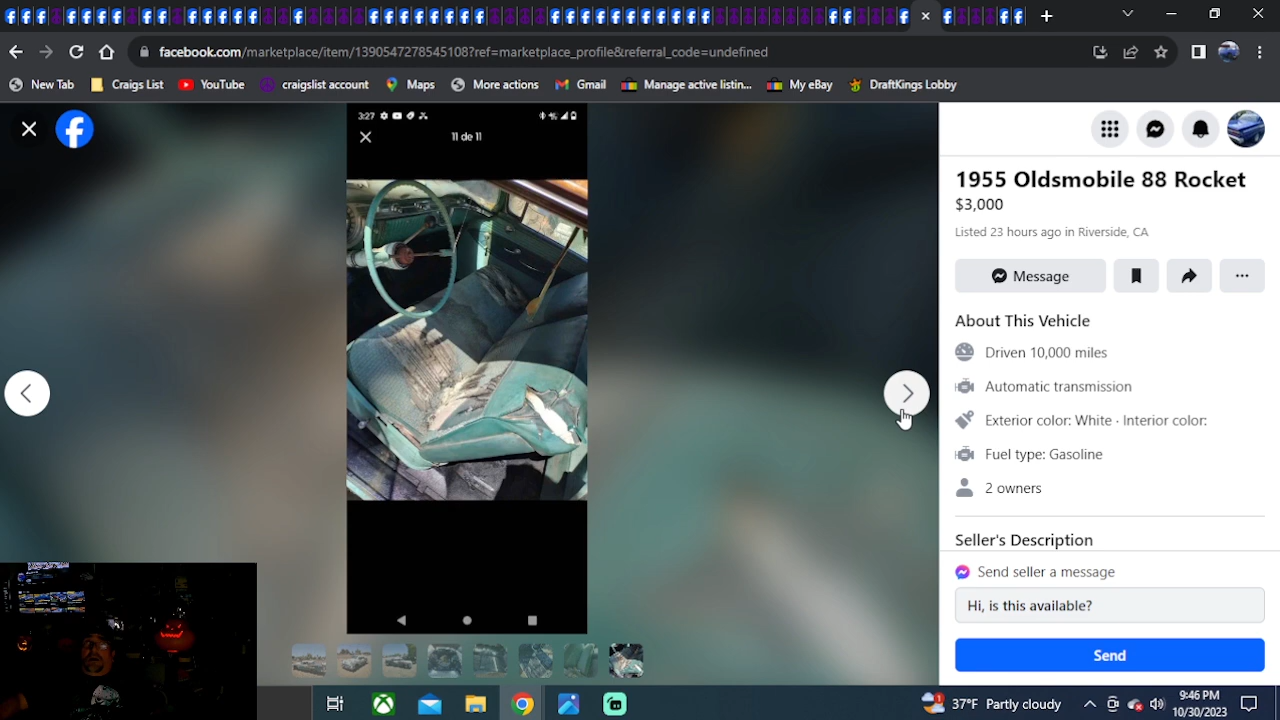 facebook.com/marketplace/item/1390547278545108?ref=marketplace_profile&referral_code=undefined
New Tab
Craigs List
YouTube
craigslist account
Maps
More actions
Gmail
Manage active listin...
My eBay
DraftKings Lobby
3:27
11 de 11
1955 Oldsmobile 88 Rocket
$3,000
Listed 23 hours ago in Riverside, CA
Message
About This Vehicle
Driven 10,000 miles
Automatic transmission
Exterior color: White · Interior color:
Fuel type: Gasoline
2 owners
Seller's Description
Send seller a message
Hi, is this available?
Send
37°F Partly cloudy
9:46 PM
10/30/2023